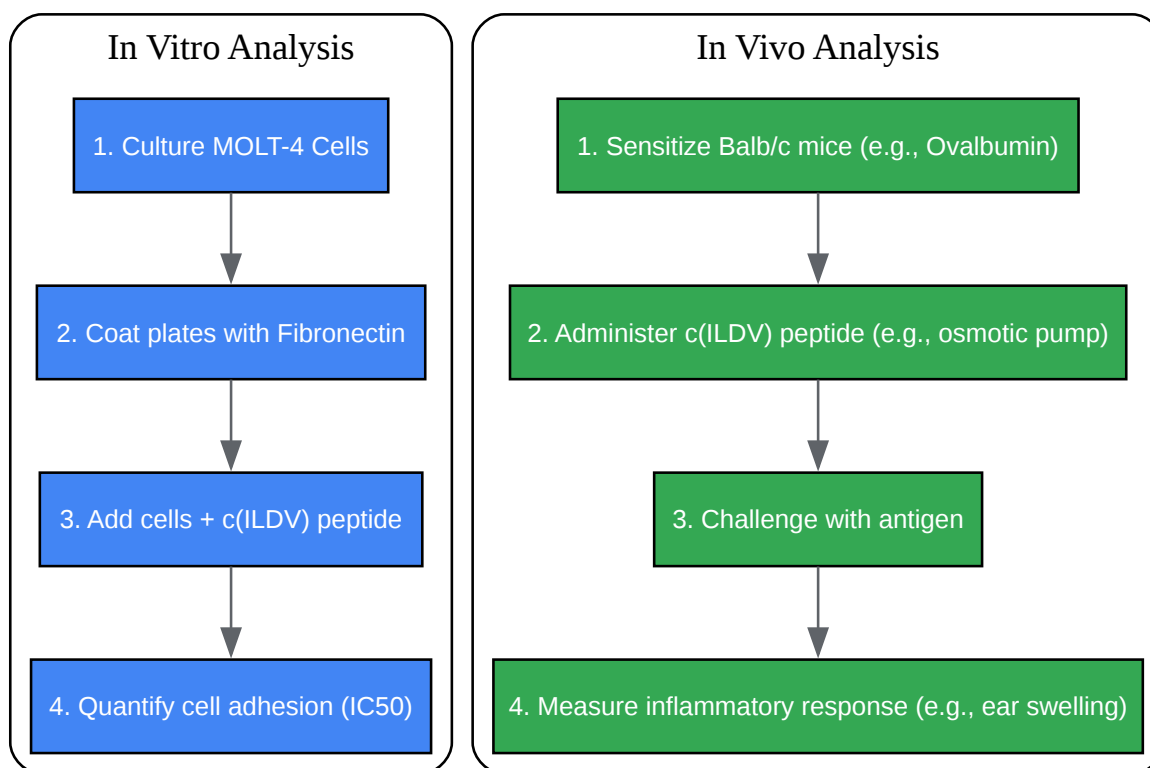 In Vitro Analysis
1. Culture MOLT-4 Cells
2. Coat plates with Fibronectin
3. Add cells + c(ILDV) peptide
4. Quantify cell adhesion (IC50)
In Vivo Analysis
1. Sensitize Balb/c mice (e.g., Ovalbumin)
2. Administer c(ILDV) peptide (e.g., osmotic pump)
3. Challenge with antigen
4. Measure inflammatory response (e.g., ear swelling)